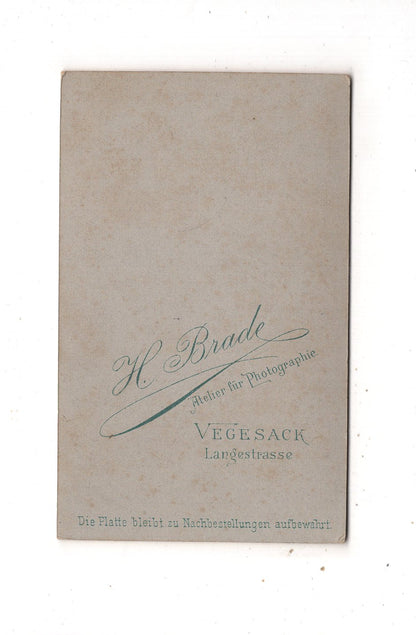 H. Brade
Atelier für Photographie
VEGESACK
Langestrasse
Die Platte bleibt zu Nachbestellungen aufbewahrt.